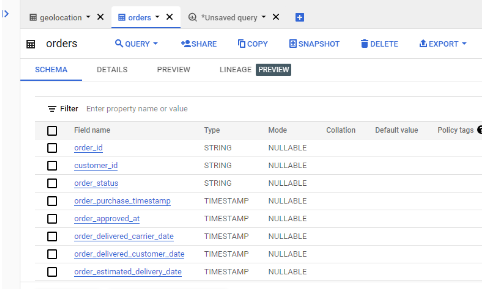 geolocation orders *Unsaved query
orders QUERY SHARE COPY SNAPSHOT DELETE EXPORT
SCHEMA DETAILS PREVIEW LINEAGE PREVIEW
Filter Enter property name or value
Field name Type Mode Collation Default value Policy tags
order_id STRING NULLABLE
customer_id STRING NULLABLE
order_status STRING NULLABLE
order_purchase_timestamp TIMESTAMP NULLABLE
order_approved_at TIMESTAMP NULLABLE
order_delivered_carrier_date TIMESTAMP NULLABLE
order_delivered_customer_date TIMESTAMP NULLABLE
order_estimated_delivery_date TIMESTAMP NULLABLE